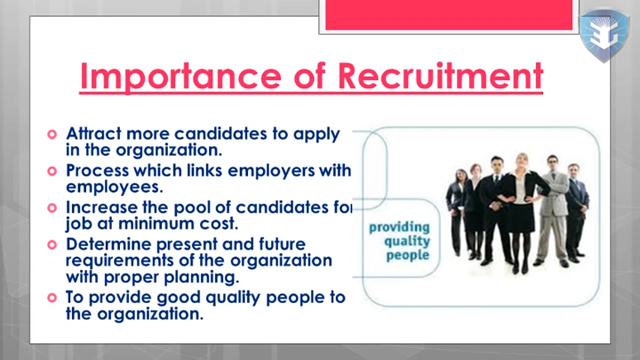 Importance of Recruitment
Attract more candidates to apply
in the organization.
Process which links employers with
employees.
Increase the pool of candidates for
job at minimum cost.
Determine present and future
requirements of the organization
with proper planning.
To provide good quality people to
the organization.
providing
quality
people